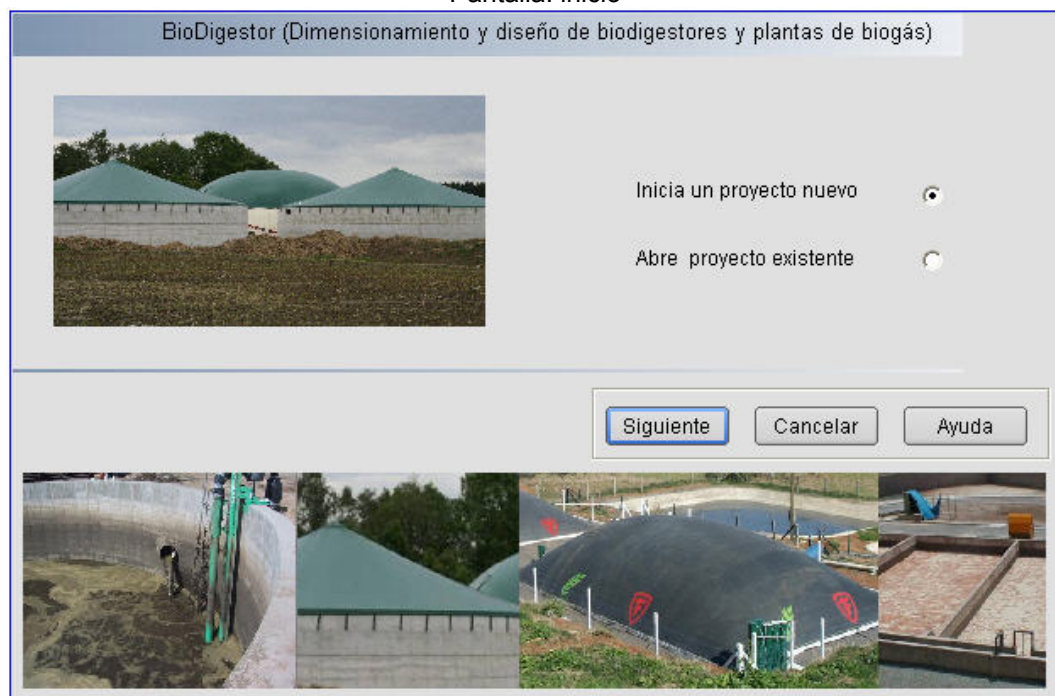 Pantalla: Inicio
BioDigestor (Dimensionamiento y diseño de biodigestores y plantas de biogás)
Inicia un proyecto nuevo
Abre proyecto existente
Siguiente
Cancelar
Ayuda